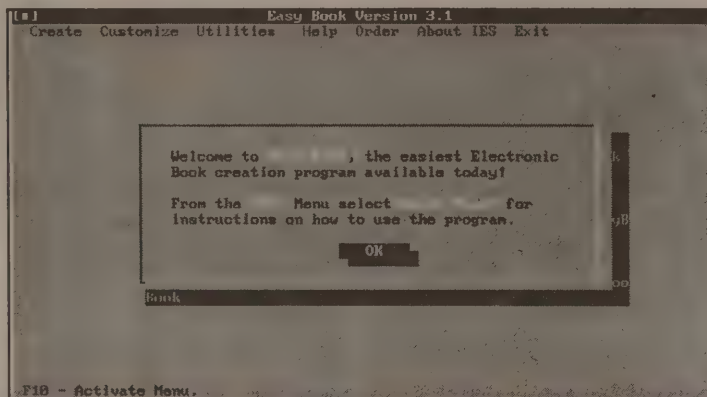 [■] Easy Book Version 3.1
Create Customize Utilities Help Order About IES Exit
Welcome to , the easiest Electronic
Book creation program available today!
From the Menu select for
instructions on how to use the program.
OK
k
yB
oo
Book
F10 - Activate Menu.